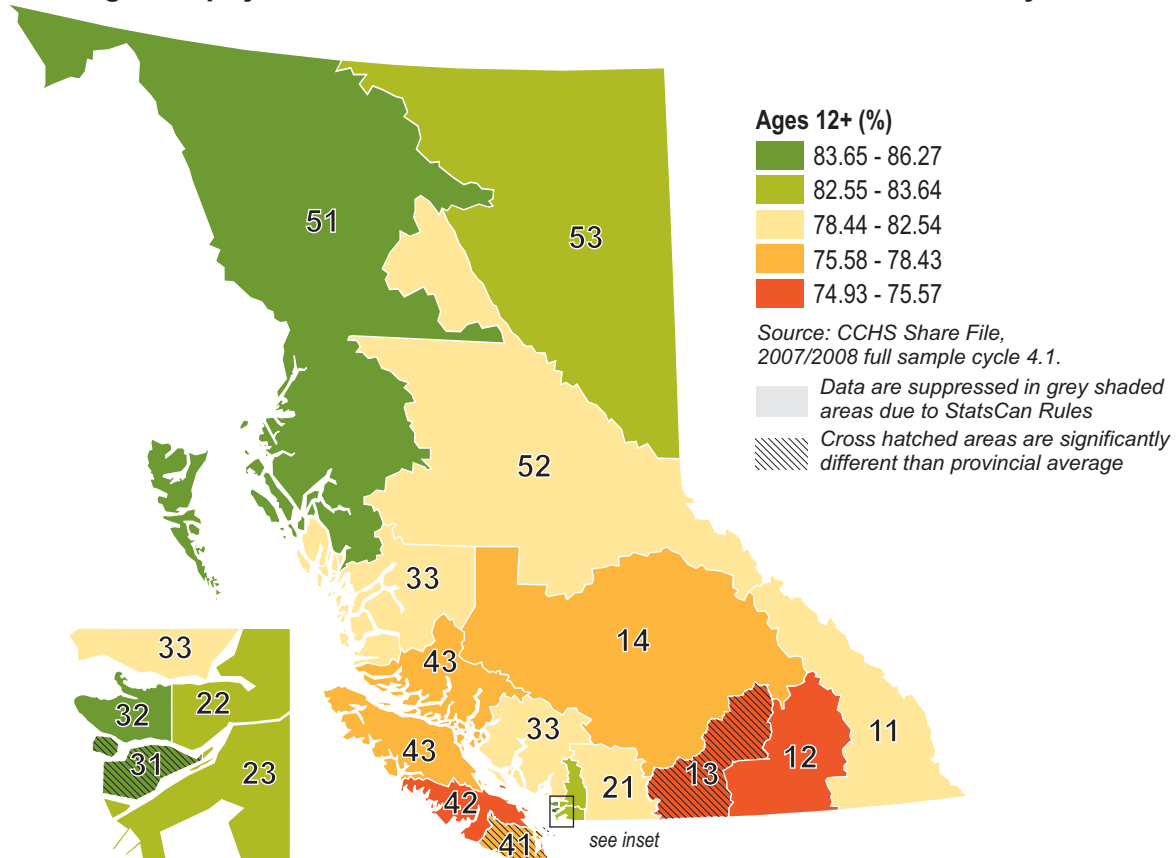 Ages 12+ (%)
83.65 - 86.27
82.55 - 83.64
78.44 - 82.54
75.58 - 78.43
74.93 - 75.57
Source: CCHS Share File,
2007/2008 full sample cycle 4.1.
Data are suppressed in grey shaded
areas due to StatsCan Rules
Cross hatched areas are significantly
different than provincial average
51
53
52
33
14
43
33
43
42
41
21
13
12
11
see inset
33
32
22
31
23